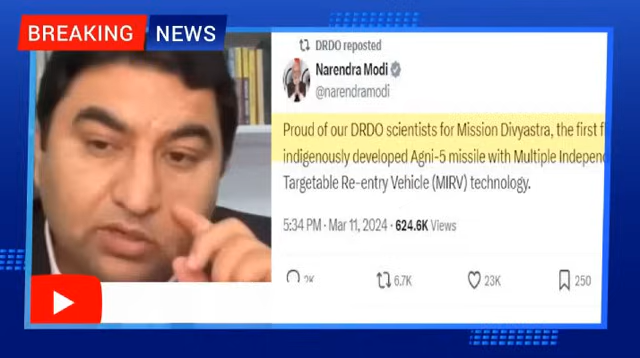 BREAKING NEWS
DRDO reposted
Narendra Modi
@narendramodi
Proud of our DRDO scientists for Mission Divyastra, the first
indigenously developed Agni-5 missile with Multiple
Targetable Re-entry Vehicle (MIRV) technology.
5:34 PM · Mar 11, 2024 · 624.6K Views
6.7K 23K 250